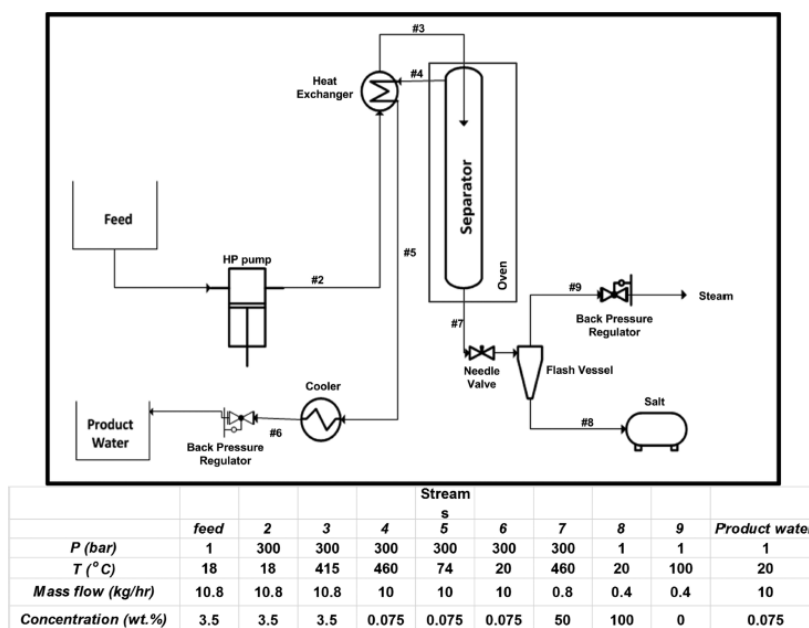 #3
#4
Heat
Exchanger
Separator
Oven
Feed
HP pump
#2
#5
#9
Steam
Back Pressure
Regulator
#7
Needle
Valve
Flash Vessel
Cooler
Salt
#8
Product
Water
#6
Back Pressure
Regulator
Stream
s
feed 2 3 4 5 6 7 8 9 Product water
P (bar) 1 300 300 300 300 300 300 1 1 1
T (°C) 18 18 415 460 74 20 460 20 100 20
Mass flow (kg/hr) 10.8 10.8 10.8 10 10 10 0.8 0.4 0.4 10
Concentration (wt.%) 3.5 3.5 3.5 0.075 0.075 0.075 50 100 0 0.075